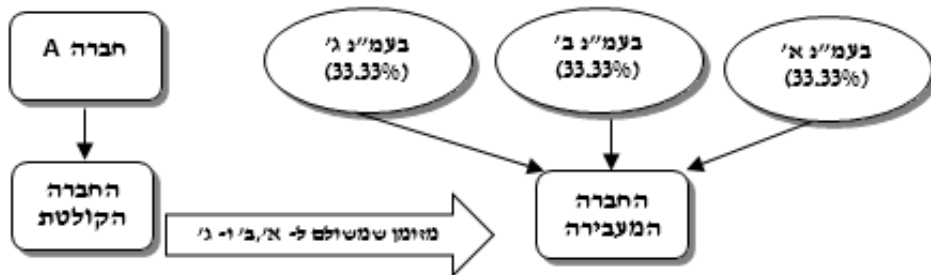 חברה A
בעמ"נ ג'
(33.33%)
בעמ"נ ב'
(33.33%)
בעמ"נ א'
(33.33%)
החברה
הקולטת
מזומן שמשולם ל- א',ב' ו- ג'
החברה
המעבירה